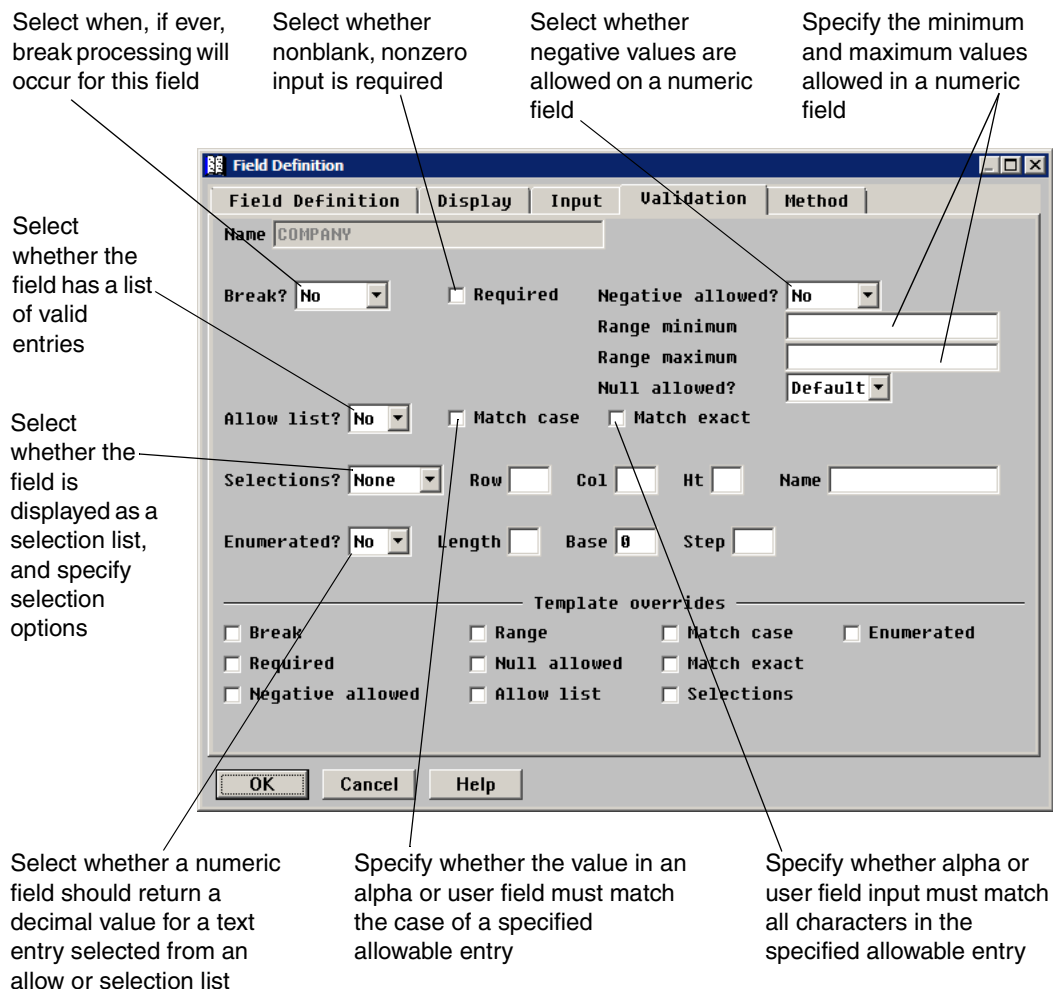 Select when, if ever,
break processing will
occur for this field
Select whether
nonblank, nonzero
input is required
Select whether
negative values are
allowed on a numeric
field
Specify the minimum
and maximum values
allowed in a numeric
field
Field Definition
Field Definition Display Input Validation Method
Name COMPANY
Select
whether the
field has a list
of valid
entries
Break? No Required Negative allowed? No
Range minimum
Range maximum
Null allowed? Default
Allow list? No Match case Match exact
Select
whether the
field is
displayed as a
selection list,
and specify
selection
options
Selections? None Row Col Ht Name
Enumerated? No Length Base 0 Step
Template overrides
Break Range Match case Enumerated
Required Null allowed Match exact
Negative allowed Allow list Selections
OK Cancel Help
Select whether a numeric
field should return a
decimal value for a text
entry selected from an
allow or selection list
Specify whether the value in an
alpha or user field must match
the case of a specified
allowable entry
Specify whether alpha or
user field input must match
all characters in the
specified allowable entry